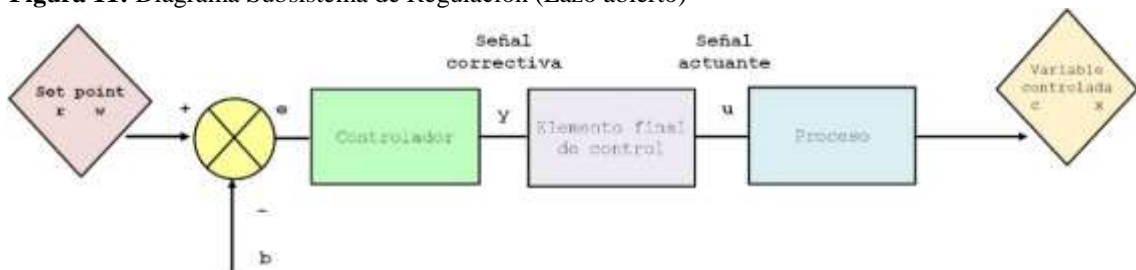 Figura 11: Diagrama Subsistema de Regulación (Lazo abierto)
Señal
correctiva
Señal
actuante
Set point
r w
+
e
Controlador
y
Elemento final
de control
u
Proceso
Variable
controlada
c x
-
b